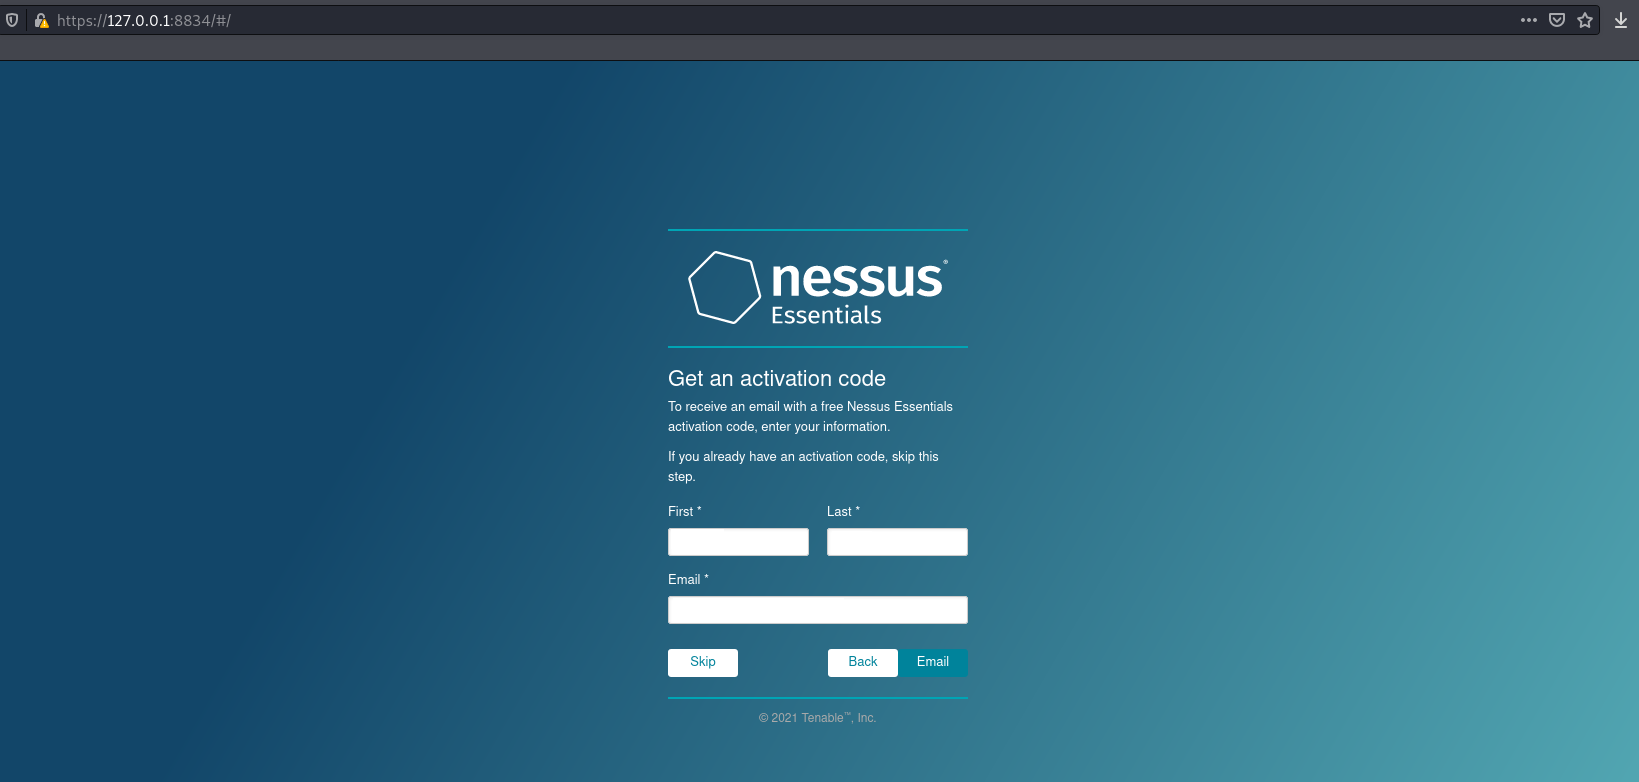 https://127.0.0.1:8834/#/
nessus®
Essentials
Get an activation code
To receive an email with a free Nessus Essentials
activation code, enter your information.
If you already have an activation code, skip this
step.
First * Last *
Email *
Skip Back Email
© 2021 Tenable™, Inc.